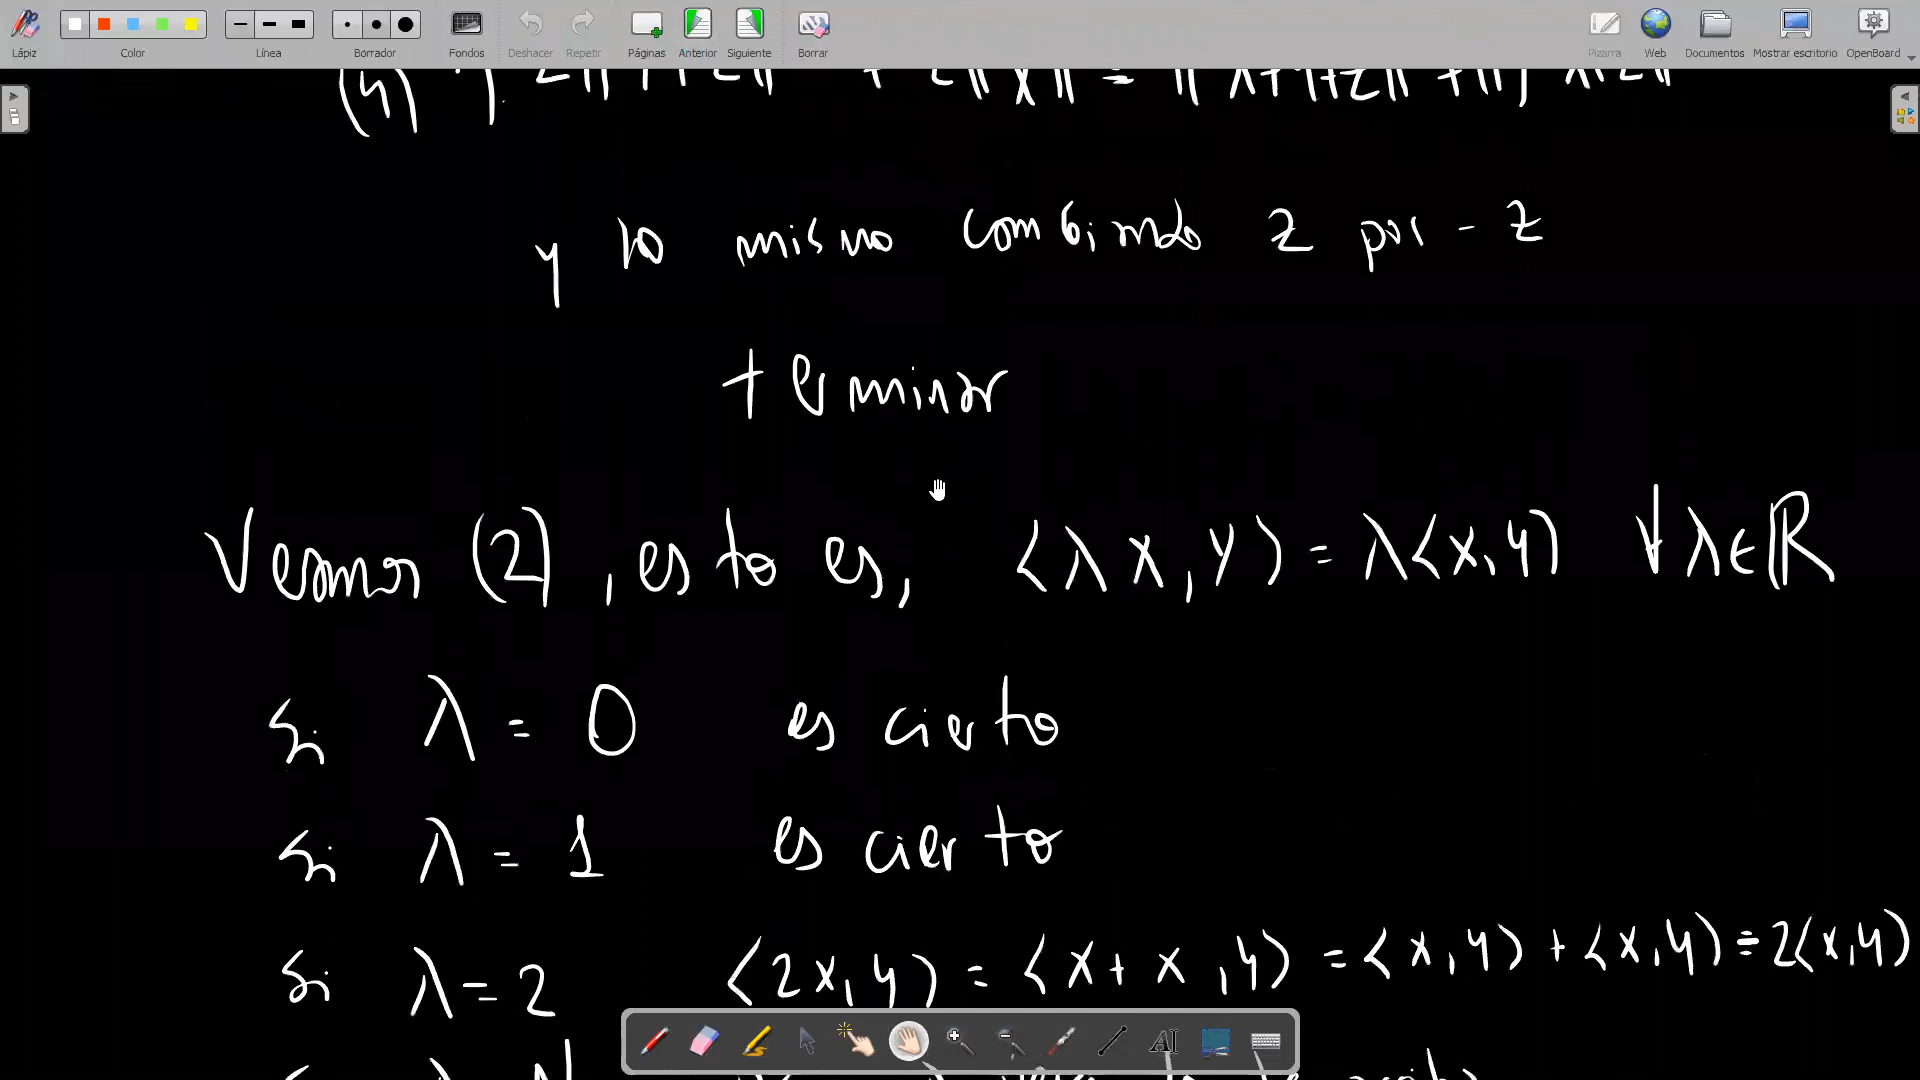 Lápiz Color Línea Borrador Fondos Deshacer Repetir Páginas Anterior Siguiente Borrar Pizarra Web Documentos Mostrar escritorio OpenBoard
y lo mismo combindo z por - z
terminar
Veamos (2), esto es, ⟨λx,y⟩ = λ⟨x,y⟩ ∀λ∈ℝ
Si λ = 0 es cierto
Si λ = 1 es cierto
Si λ = 2 ⟨2x,y⟩ = ⟨x+x,y⟩ = ⟨x,y⟩ + ⟨x,y⟩ = 2⟨x,y⟩